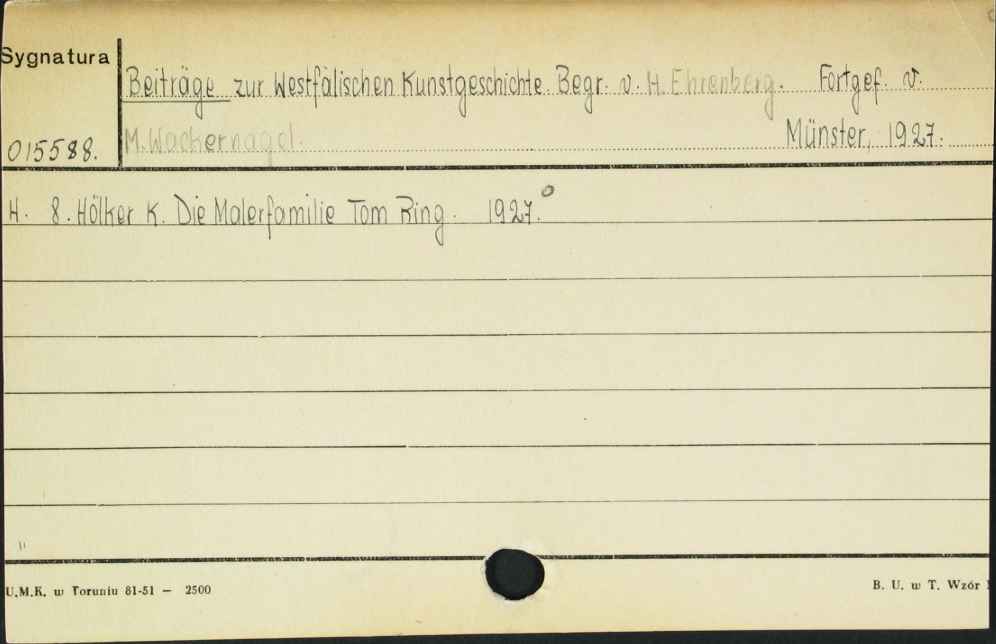 Sygnatura
Beiträge zur Westfälischen Kunstgeschichte. Begr. v. H. Ehrenberg. Fortgef. v.
015588. M. Wackernagel. Münster, 1927.
H. 8. Hölker K. Die Malerfamilie Tom Ring. 1927.
U.M.K. w Toruniu 81-51 — 2500
B. U. w T. Wzór